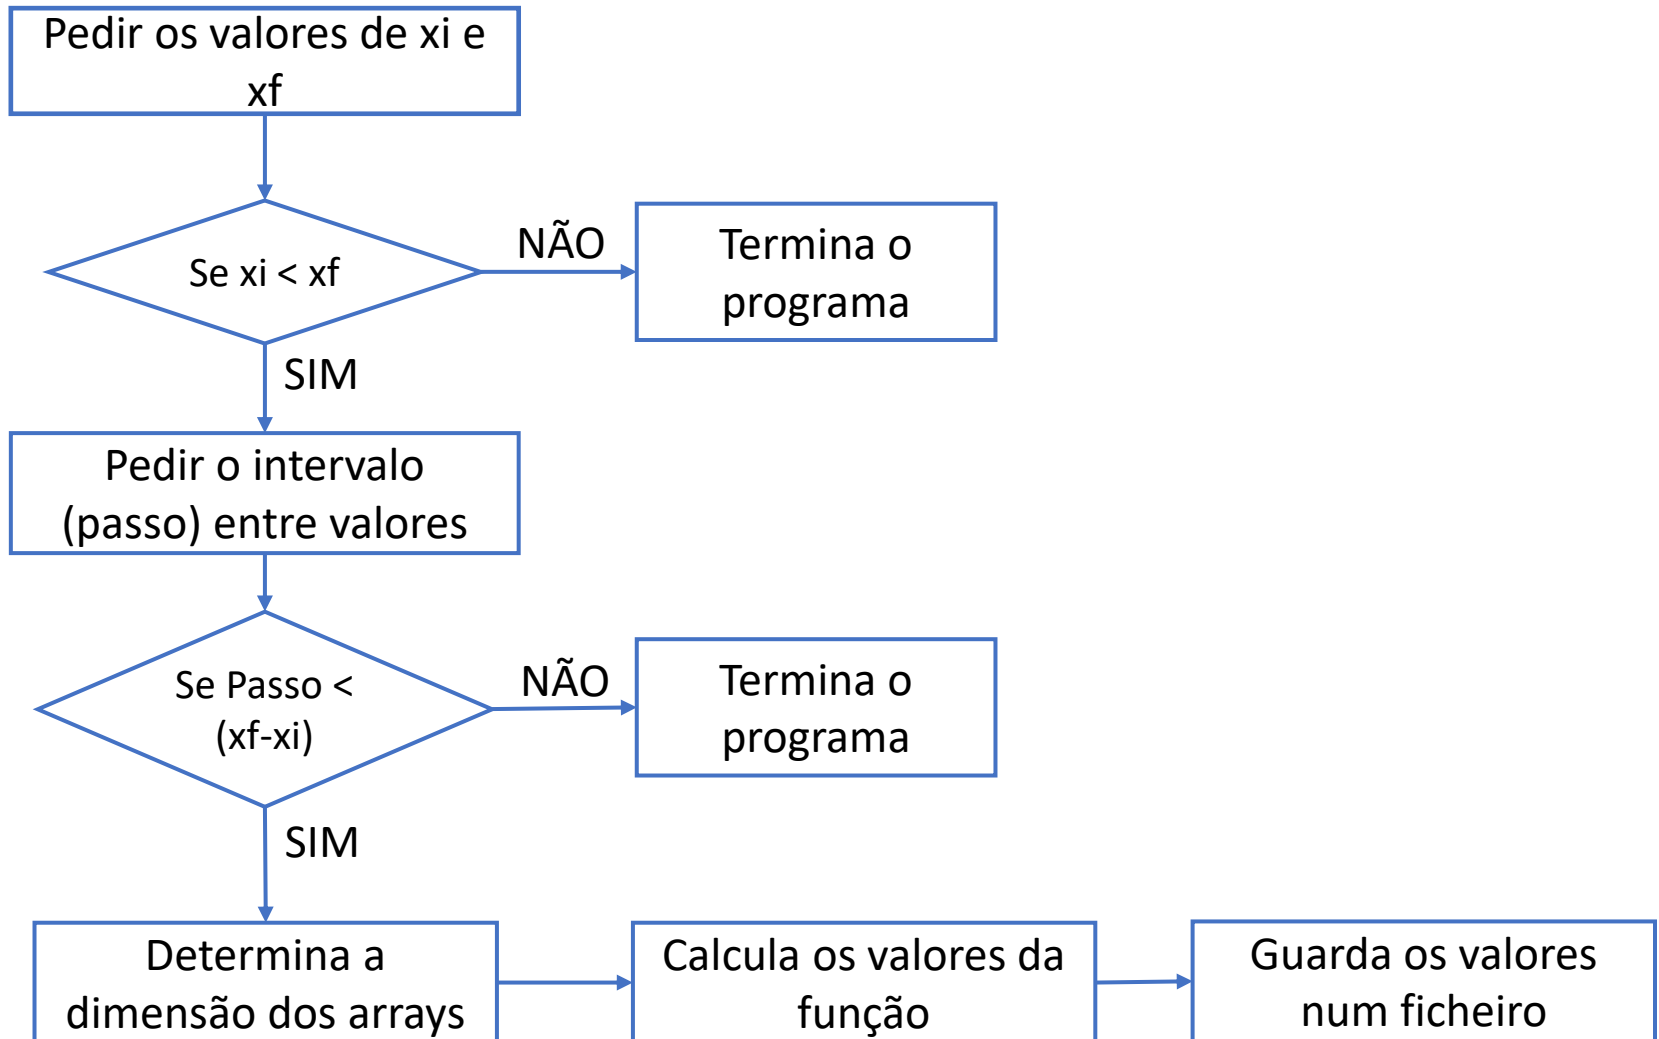 Pedir os valores de xi e
xf
Se xi < xf
NÃO
Termina o
programa
SIM
Pedir o intervalo
(passo) entre valores
Se Passo <
(xf-xi)
NÃO
Termina o
programa
SIM
Determina a
dimensão dos arrays
Calcula os valores da
função
Guarda os valores
num ficheiro